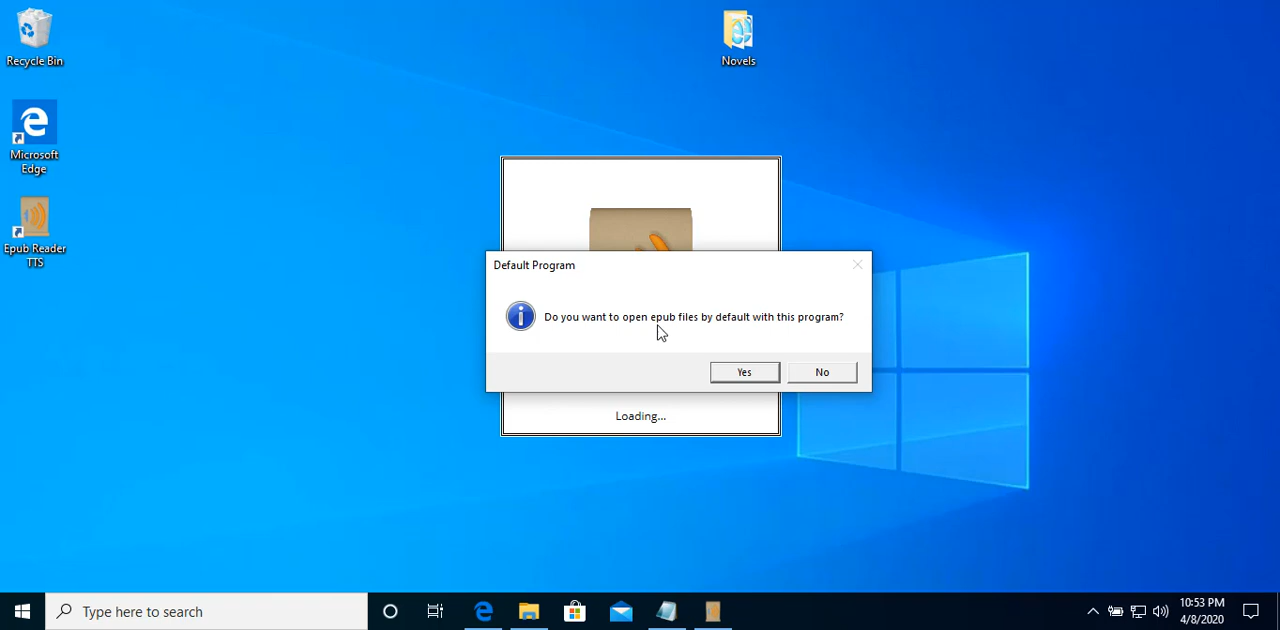 Recycle Bin
Novels
Microsoft
Edge
Epub Reader
TTS
Default Program
Do you want to open epub files by default with this program?
Yes
No
Loading...
Type here to search
10:53 PM
4/8/2020